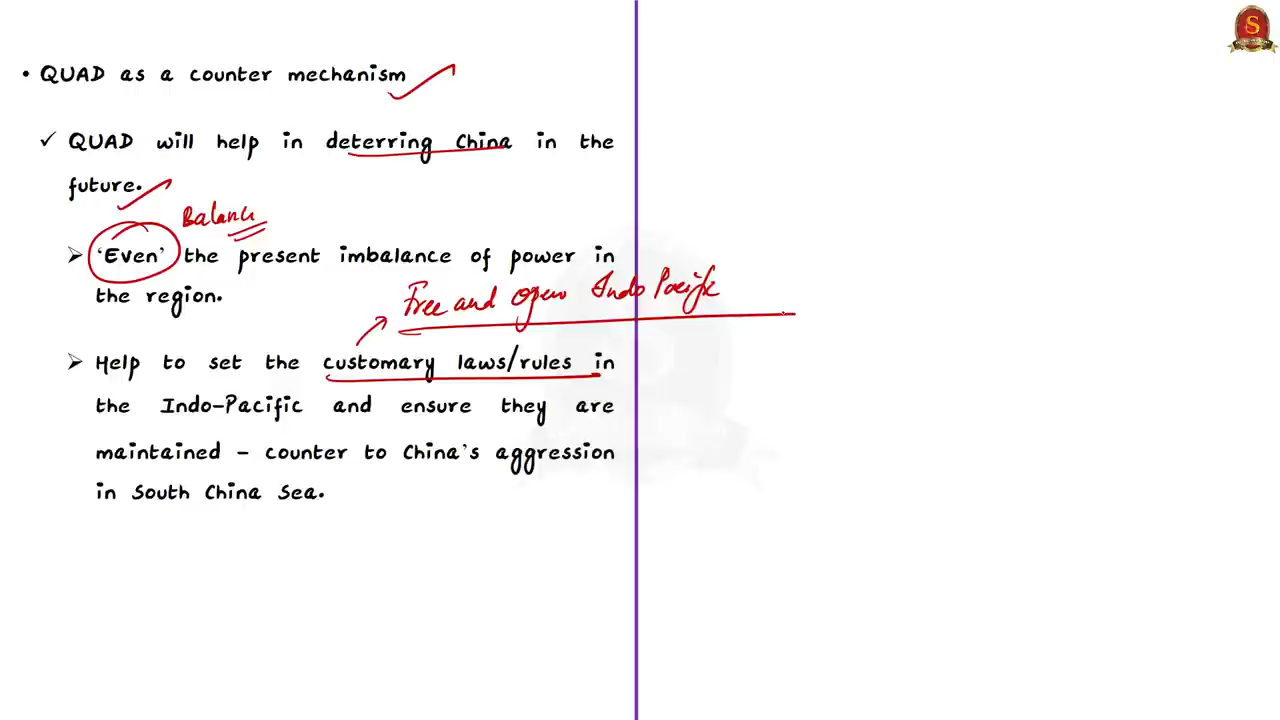 • QUAD as a counter mechanism
✓ QUAD will help in deterring China in the
future.
Balance
➢ ‘Even’ the present imbalance of power in
the region.
Free and Open Indo Pacific
➢ Help to set the customary laws/rules in
the Indo-Pacific and ensure they are
maintained – counter to China's aggression
in South China Sea.
S